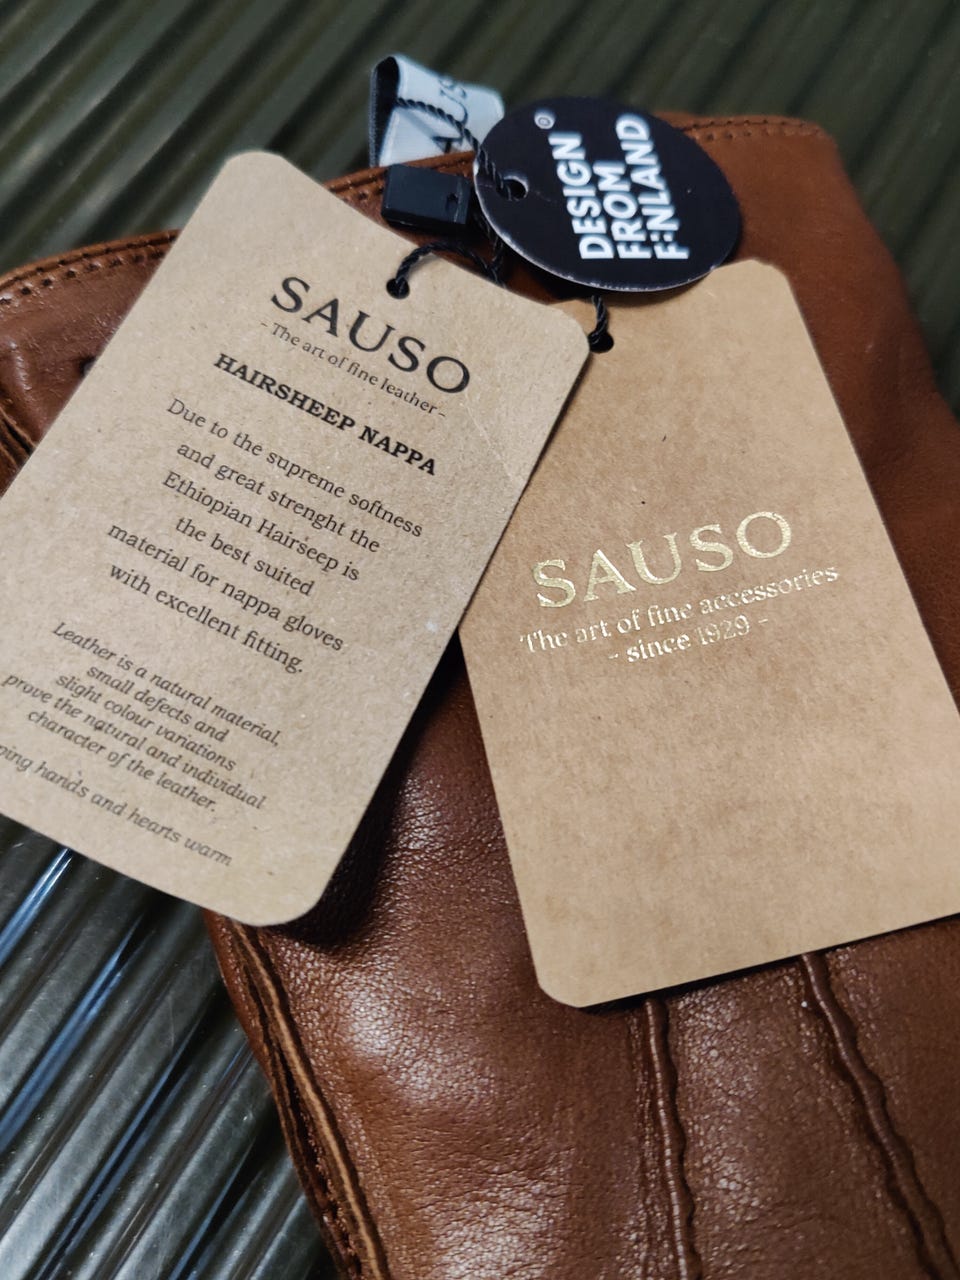 SAUSO
- The art of fine leather -
HAIRSHEEP NAPPA
Due to the supreme softness
and great strenght the
Ethiopian Hairseep is
the best suited
material for nappa gloves
with excellent fitting.
Leather is a natural material,
small defects and
slight colour variations
prove the natural and individual
character of the leather.
hands and hearts warm
DESIGN
FROM
FINLAND
®
SAUSO
The art of fine accessories
- since 1929 -